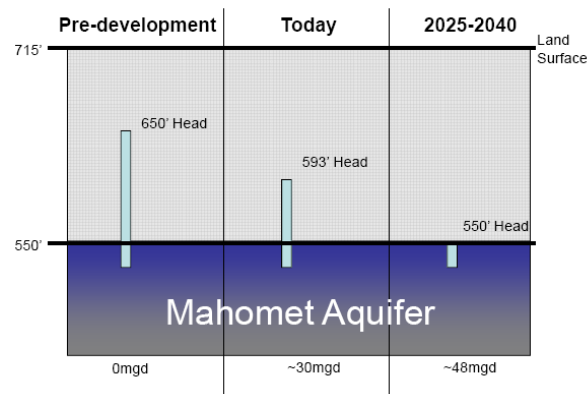 Pre-development
Today
2025-2040
715'
Land
Surface
650' Head
593' Head
550' Head
550'
Mahomet Aquifer
0mgd
~30mgd
~48mgd